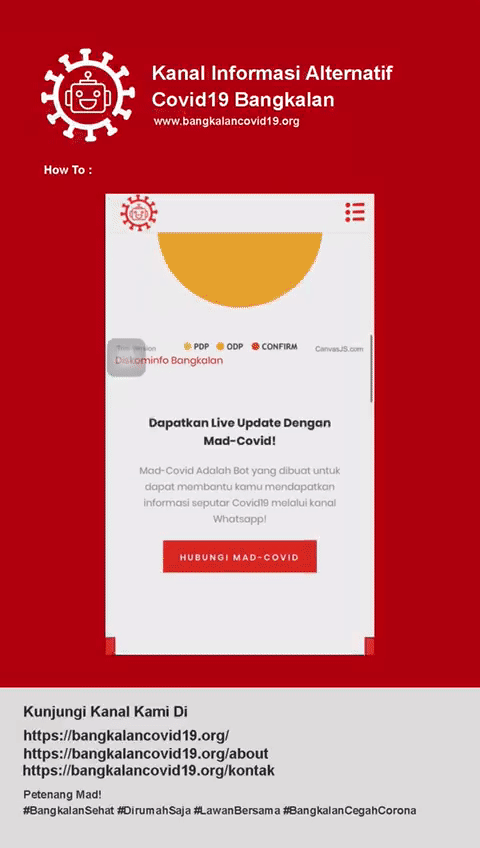 Kanal Informasi Alternatif
Covid19 Bangkalan
www.bangkalancovid19.org
How To :
PDP ODP CONFIRM CanvasJS.com
Diskominfo Bangkalan
Dapatkan Live Update Dengan
Mad-Covid!
Mad-Covid Adalah Bot yang dibuat untuk
dapat membantu kamu mendapatkan
informasi seputar Covid19 melalui kanal
Whatsapp!
HUBUNGI MAD-COVID
Kunjungi Kanal Kami Di
https://bangkalancovid19.org/
https://bangkalancovid19.org/about
https://bangkalancovid19.org/kontak
Petenang Mad!
#BangkalanSehat #DirumahSaja #LawanBersama #BangkalanCegahCorona